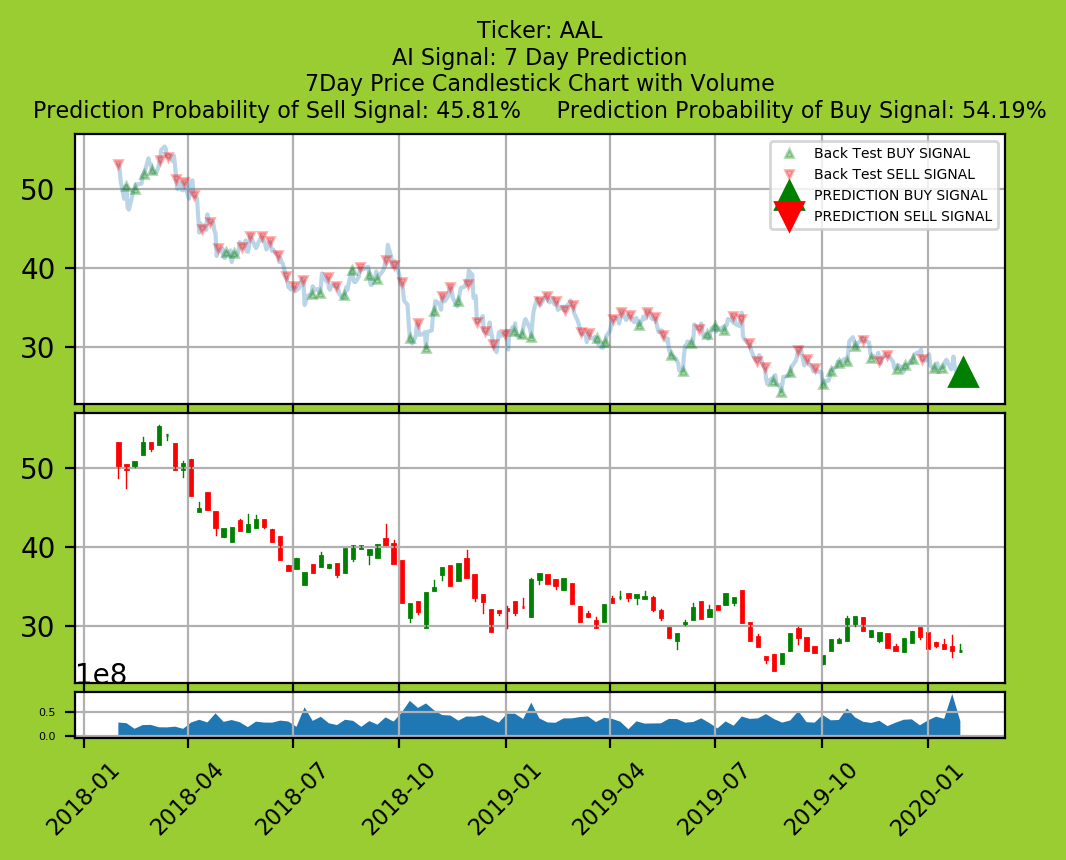 Ticker: AAL
AI Signal: 7 Day Prediction
7Day Price Candlestick Chart with Volume
Prediction Probability of Sell Signal: 45.81% Prediction Probability of Buy Signal: 54.19%
Back Test BUY SIGNAL
Back Test SELL SIGNAL
PREDICTION BUY SIGNAL
PREDICTION SELL SIGNAL
50
40
30
50
40
30
1e8
0.5
0.0
2018-01
2018-04
2018-07
2018-10
2019-01
2019-04
2019-07
2019-10
2020-01